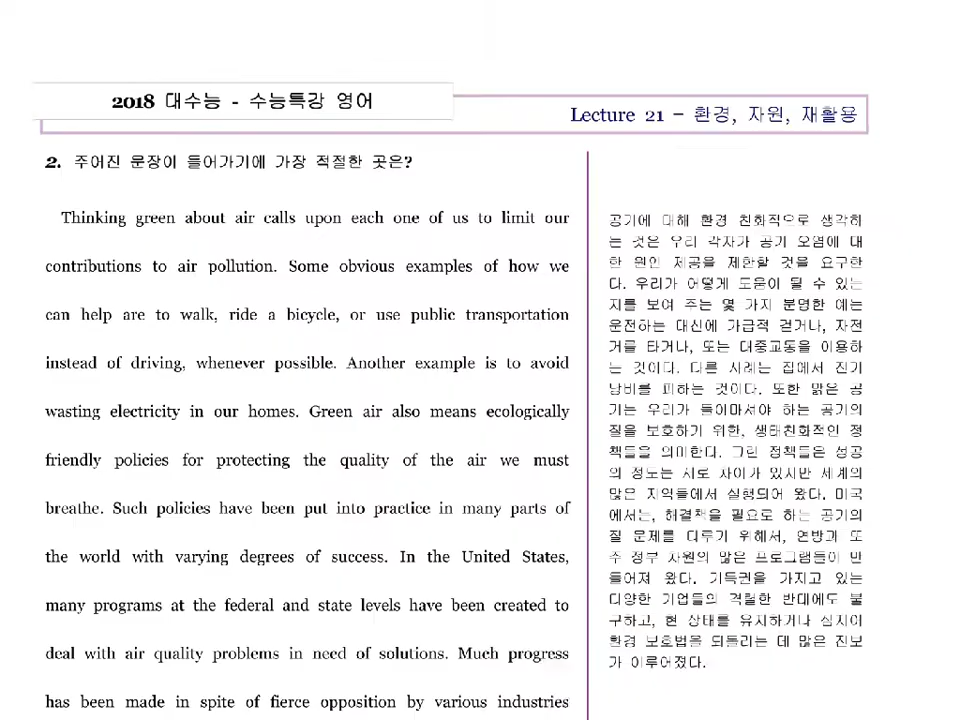 2018 대수능 - 수능특강 영어
Lecture 21 – 환경, 자원, 재활용
2. 주어진 문장이 들어가기에 가장 적절한 곳은?
Thinking green about air calls upon each one of us to limit our
contributions to air pollution. Some obvious examples of how we
can help are to walk, ride a bicycle, or use public transportation
instead of driving, whenever possible. Another example is to avoid
wasting electricity in our homes. Green air also means ecologically
friendly policies for protecting the quality of the air we must
breathe. Such policies have been put into practice in many parts of
the world with varying degrees of success. In the United States,
many programs at the federal and state levels have been created to
deal with air quality problems in need of solutions. Much progress
has been made in spite of fierce opposition by various industries
공기에 대해 환경 친화적으로 생각하
는 것은 우리 각자가 공기 오염에 대
한 원인 제공을 제한할 것을 요구한
다. 우리가 어떻게 도움이 될 수 있는
지를 보여 주는 몇 가지 분명한 예는
운전하는 대신에 가급적 걷거나, 자전
거를 타거나, 또는 대중교통을 이용하
는 것이다. 다른 사례는 집에서 전기
낭비를 피하는 것이다. 또한 맑은 공
기는 우리가 들이마셔야 하는 공기의
질을 보호하기 위한, 생태친화적인 정
책들을 의미한다. 그런 정책들은 성공
의 정도는 서로 차이가 있지만 세계의
많은 지역들에서 실행되어 왔다. 미국
에서는, 해결책을 필요로 하는 공기의
질 문제를 다루기 위해서, 연방과 또
주 정부 차원의 많은 프로그램들이 만
들어져 왔다. 기득권을 가지고 있는
다양한 기업들의 격렬한 반대에도 불
구하고, 현 상태를 유지하거나 심지어
환경 보호법을 되돌리는 데 많은 진보
가 이루어졌다.